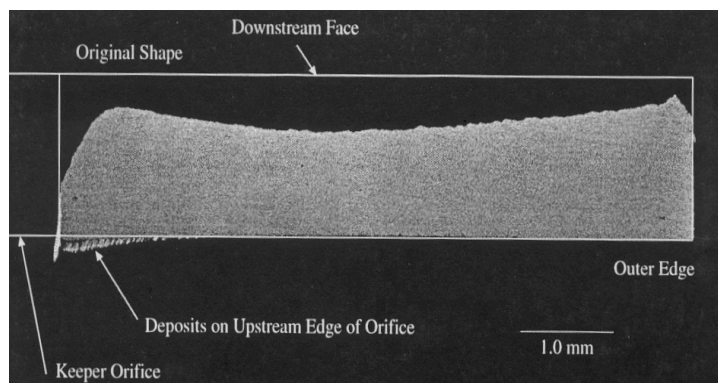 Downstream Face
Original Shape
Outer Edge
Deposits on Upstream Edge of Orifice
1.0 mm
Keeper Orifice